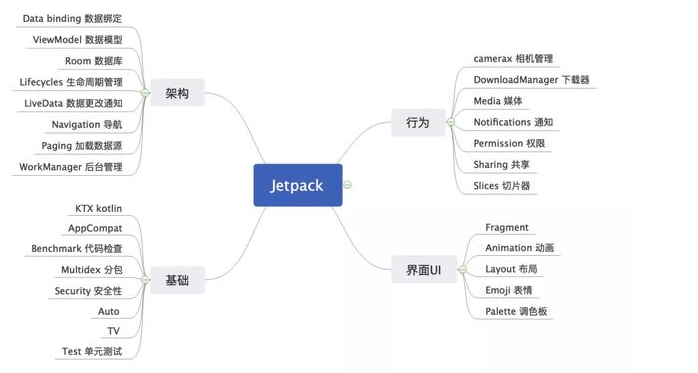 Data binding 数据绑定
ViewModel 数据模型
Room 数据库
Lifecycles 生命周期管理
LiveData 数据更改通知
Navigation 导航
Paging 加载数据源
WorkManager 后台管理
架构
KTX kotlin
AppCompat
Benchmark 代码检查
Multidex 分包
Security 安全性
Auto
TV
Test 单元测试
基础
Jetpack
行为
camerax 相机管理
DownloadManager 下载器
Media 媒体
Notifications 通知
Permission 权限
Sharing 共享
Slices 切片器
界面UI
Fragment
Animation 动画
Layout 布局
Emoji 表情
Palette 调色板